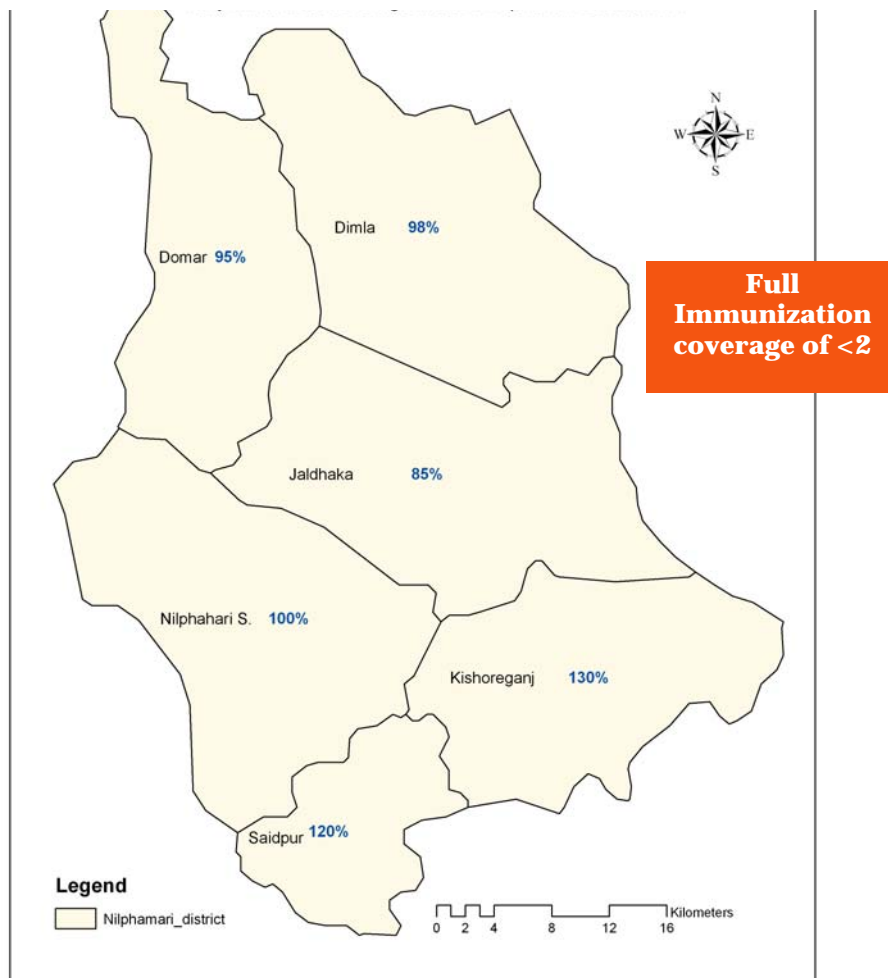 N
W E
S
Dimla 98%
Domar 95%
Full
Immunization
coverage of <2
Jaldhaka 85%
Nilphahari S. 100%
Kishoreganj 130%
Saidpur 120%
Legend
Nilphamari_district
Kilometers
0 2 4 8 12 16